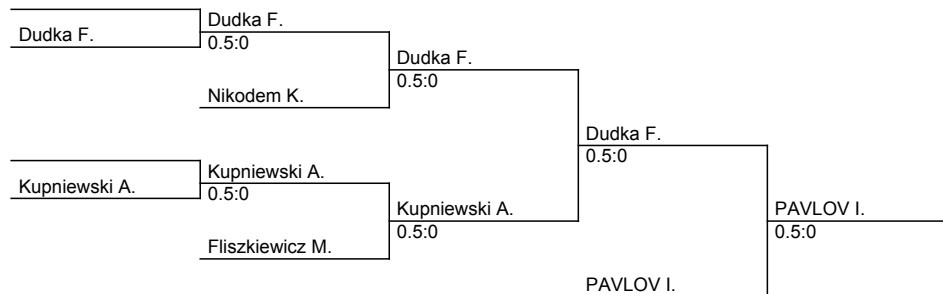 Dudka F.
Dudka F.
0.5:0
Dudka F.
0.5:0
Nikodem K.
Dudka F.
0.5:0
Kupniewski A.
Kupniewski A.
0.5:0
Kupniewski A.
0.5:0
PAVLOV I.
0.5:0
Fliszkiewicz M.
PAVLOV I.